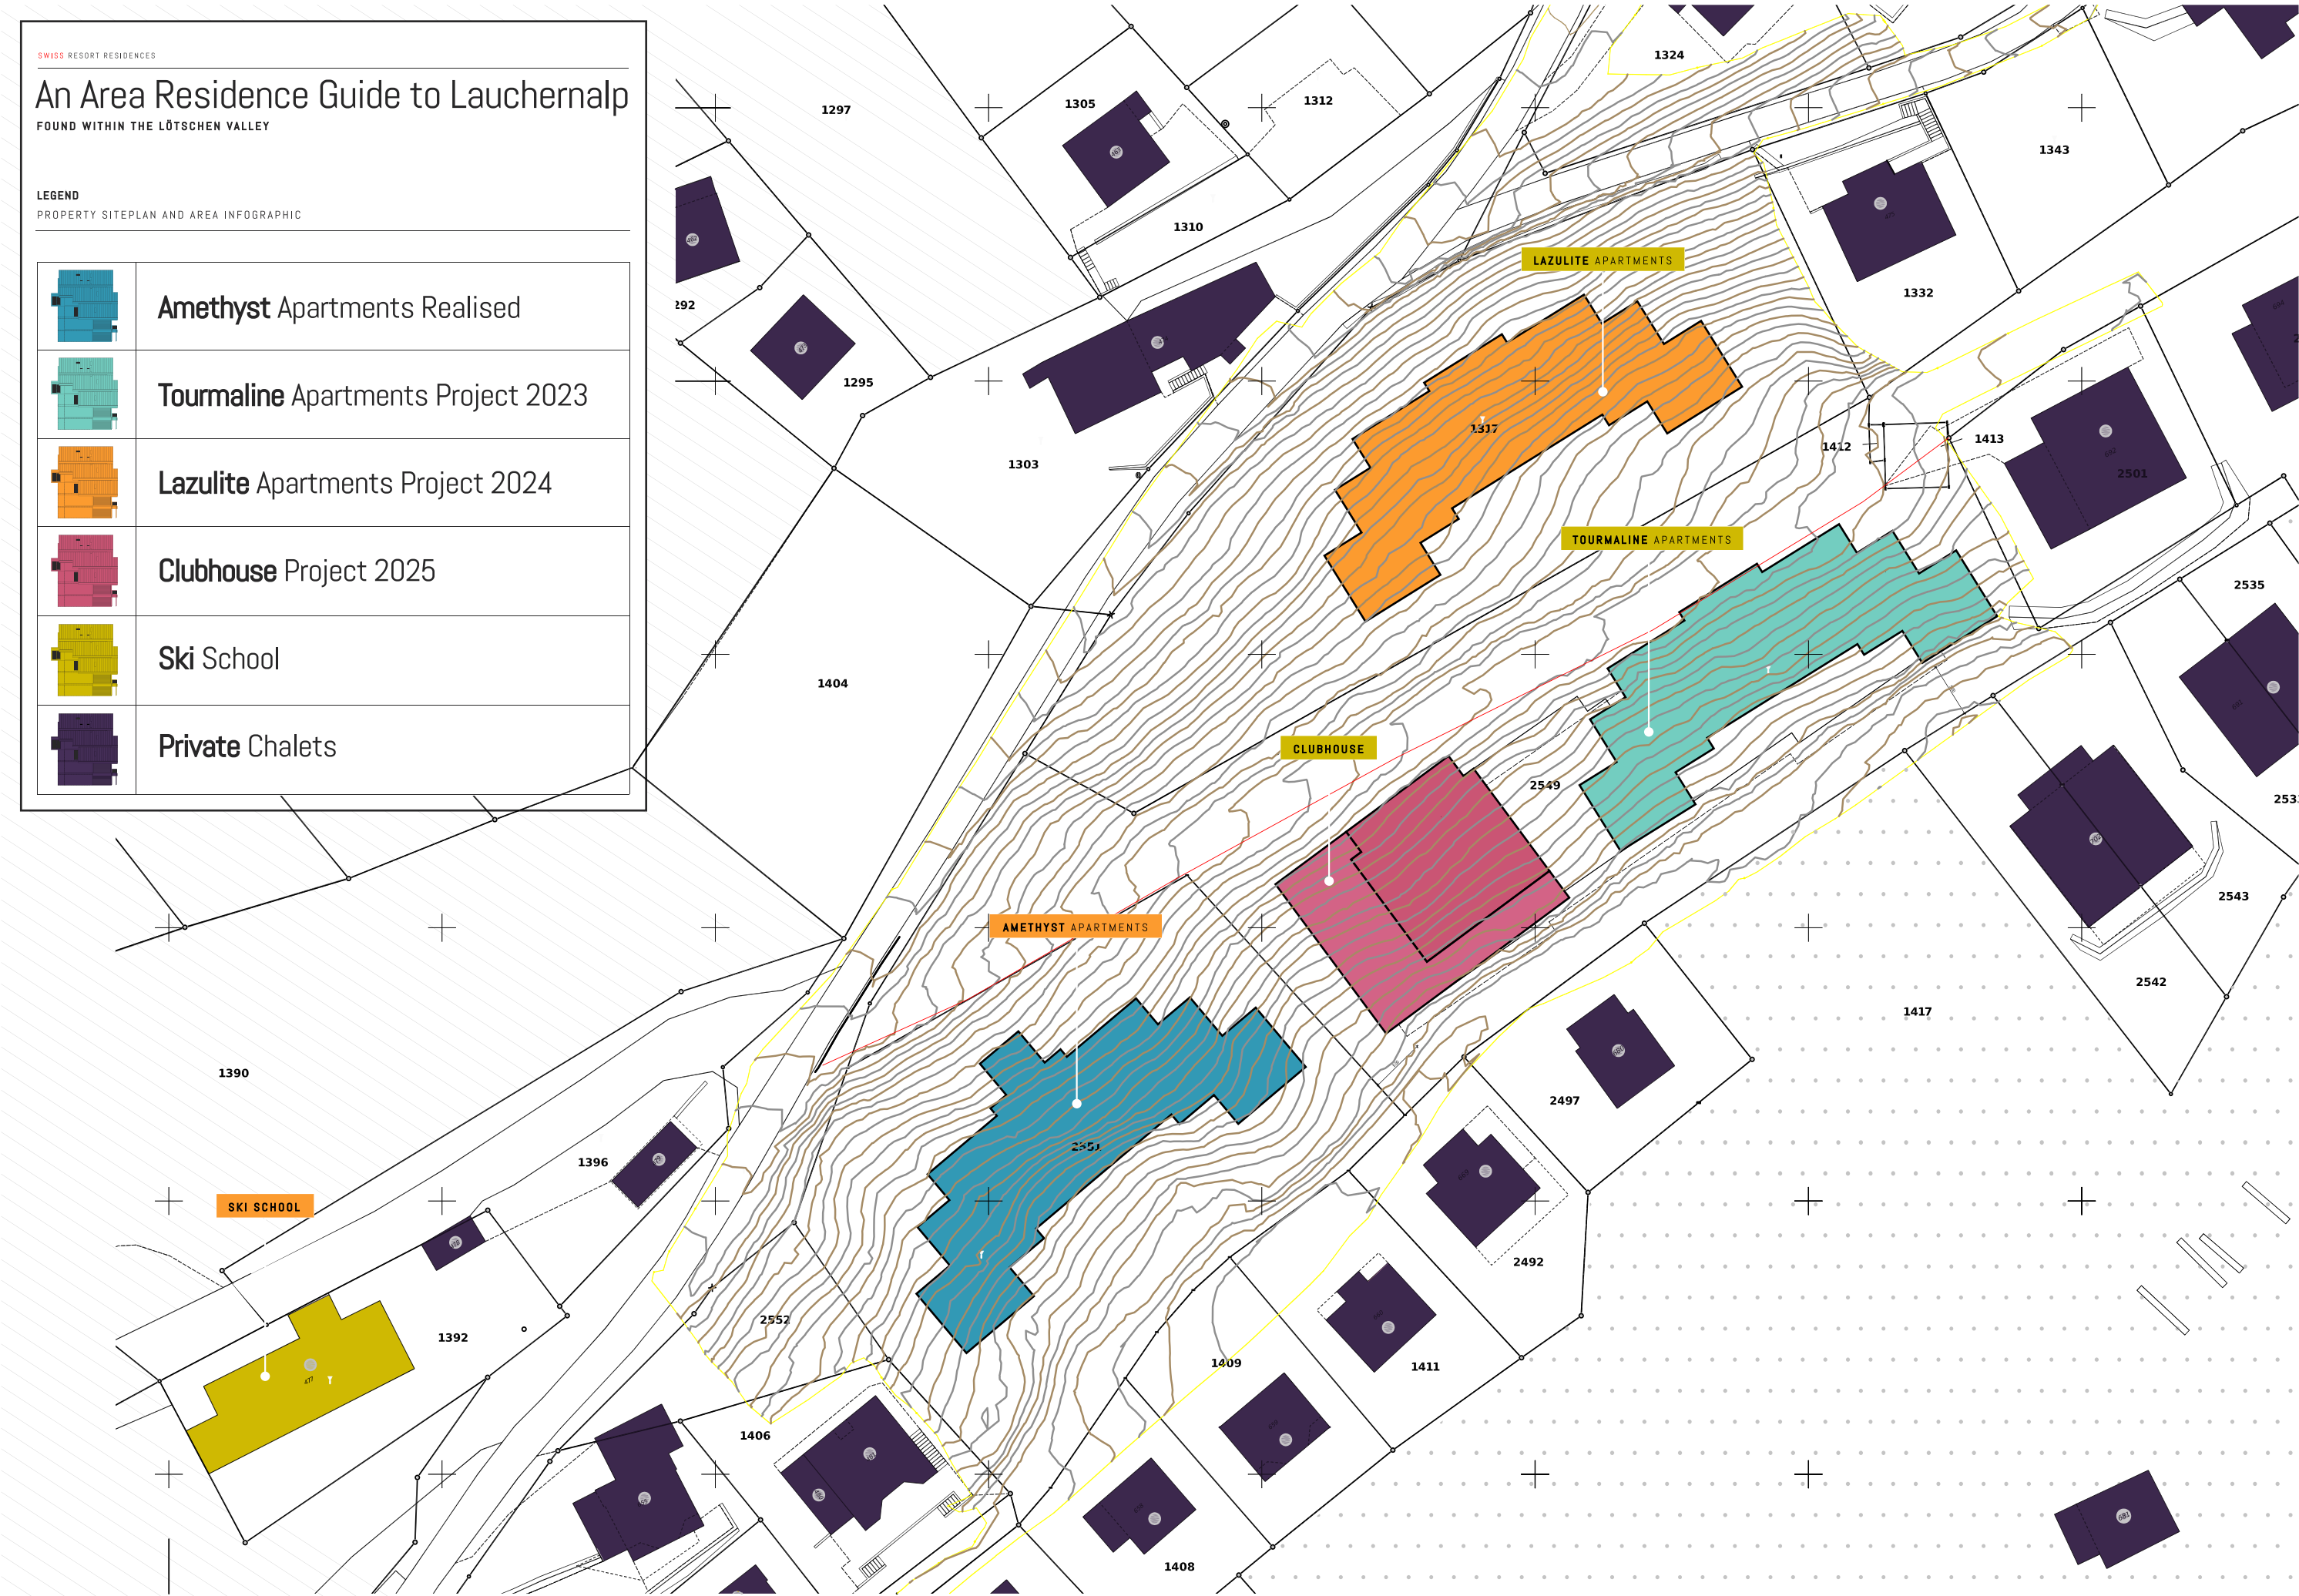 SWISS RESORT RESIDENCES
An Area Residence Guide to Lauchernalp
FOUND WITHIN THE LÖTSCHEN VALLEY
LEGEND
PROPERTY SITEPLAN AND AREA INFOGRAPHIC
Amethyst Apartments Realised
Tourmaline Apartments Project 2023
Lazulite Apartments Project 2024
Clubhouse Project 2025
Ski School
Private Chalets
1324
1297
1305
1312
1343
1310
LAZULITE APARTMENTS
1332
292
1295
1317
1303
1412
1413
2501
TOURMALINE APARTMENTS
2535
1404
CLUBHOUSE
2549
2543
AMETHYST APARTMENTS
2542
1417
1390
2497
2551
1396
SKI SCHOOL
2492
2552
1392
1409
1411
477
1406
681
1408